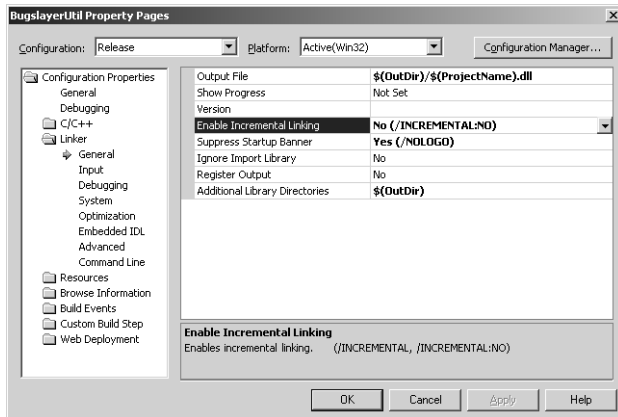 BugslayerUtil Property Pages
Configuration: Release Platform: Active(Win32) Configuration Manager...
Configuration Properties
General
Debugging
C/C++
Linker
General
Input
Debugging
System
Optimization
Embedded IDL
Advanced
Command Line
Resources
Browse Information
Build Events
Custom Build Step
Web Deployment
Output File $(OutDir)/$(ProjectName).dll
Show Progress Not Set
Version
Enable Incremental Linking No (/INCREMENTAL:NO)
Suppress Startup Banner Yes (/NOLOGO)
Ignore Import Library No
Register Output No
Additional Library Directories $(OutDir)
Enable Incremental Linking
Enables incremental linking. (/INCREMENTAL, /INCREMENTAL:NO)
OK Cancel Apply Help